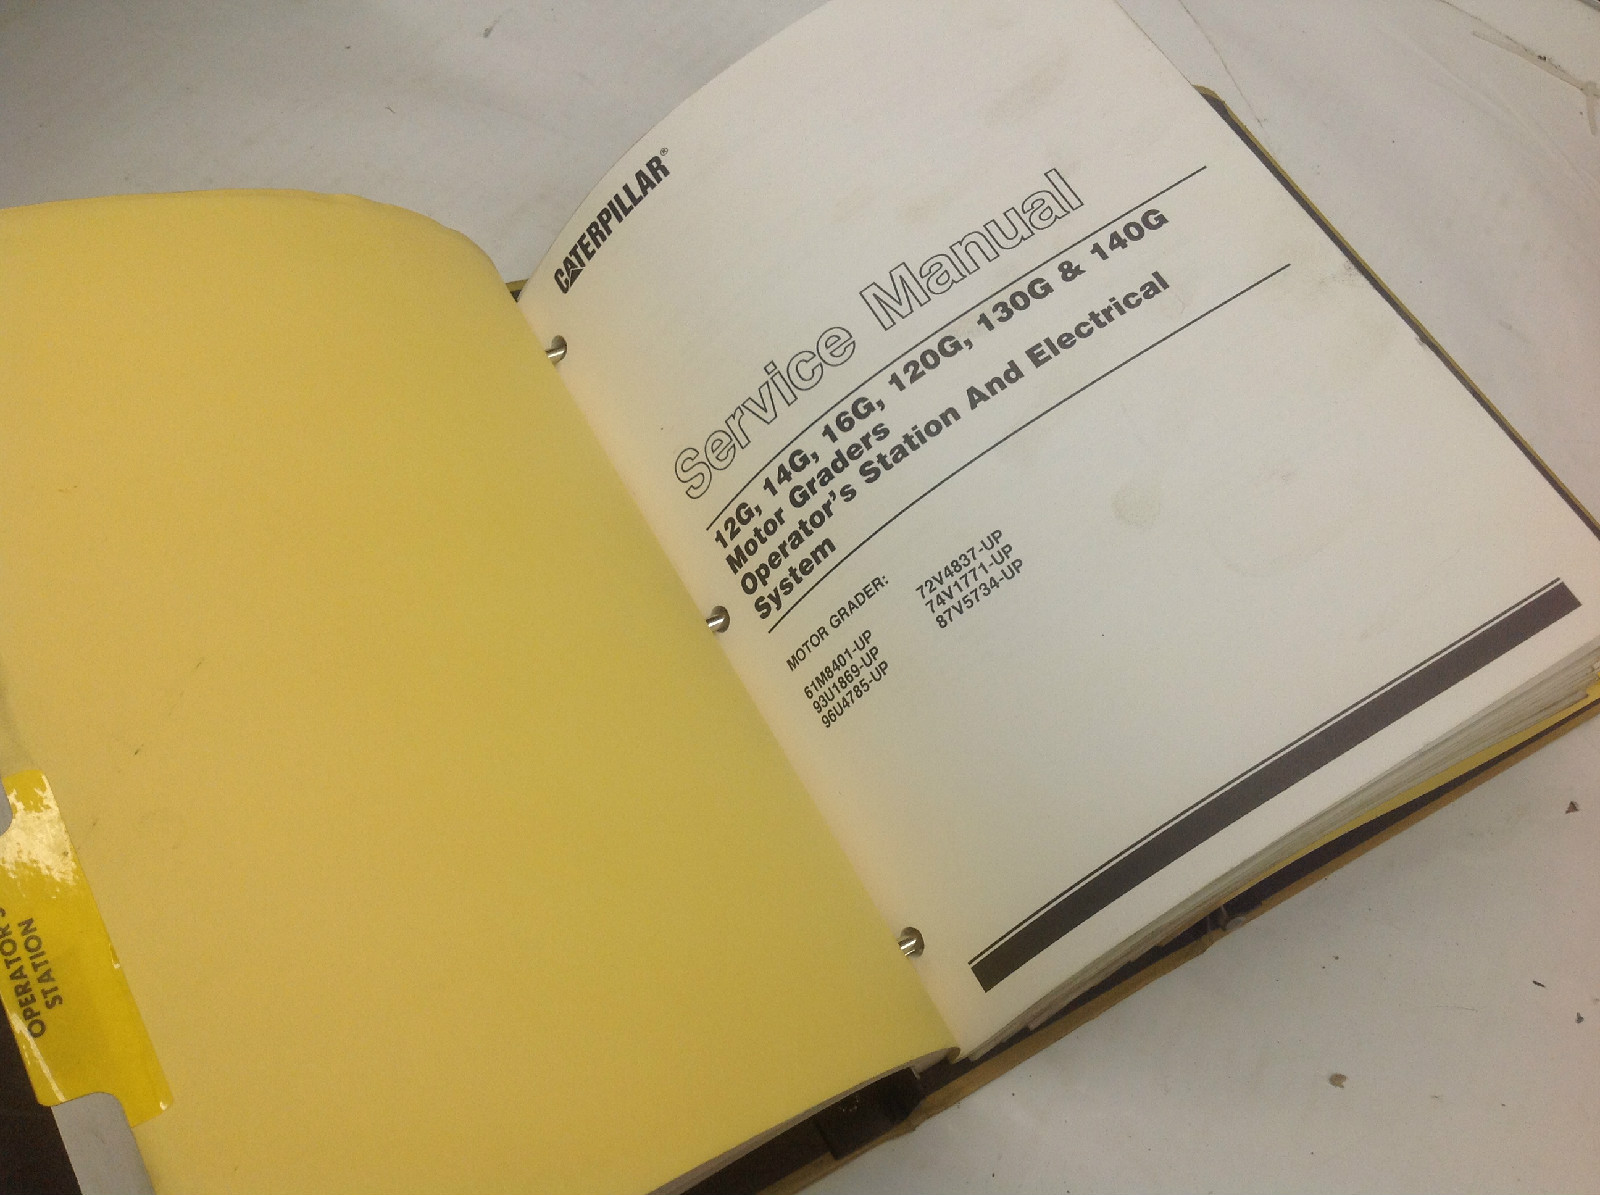 OPERATOR'S
STATION
CATERPILLAR®
Service Manual
12G, 14G, 16G, 120G, 130G & 140G
Motor Graders
Operator's Station And Electrical
System
MOTOR GRADER:
61M8401-UP
93U1869-UP
96U4785-UP
72V4837-UP
74V1771-UP
87V5734-UP